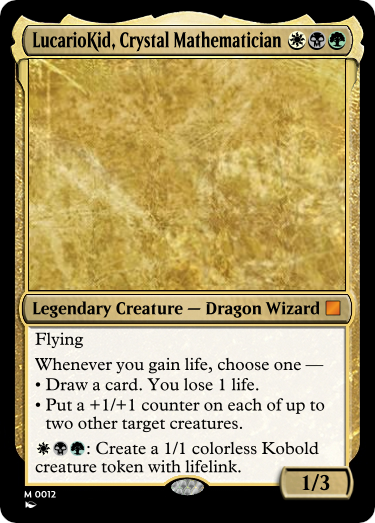 LucarioKid, Crystal Mathematician
Legendary Creature — Dragon Wizard
Flying
Whenever you gain life, choose one —
• Draw a card. You lose 1 life.
• Put a +1/+1 counter on each of up to
two other target creatures.
: Create a 1/1 colorless Kobold
creature token with lifelink.
1/3
M 0012